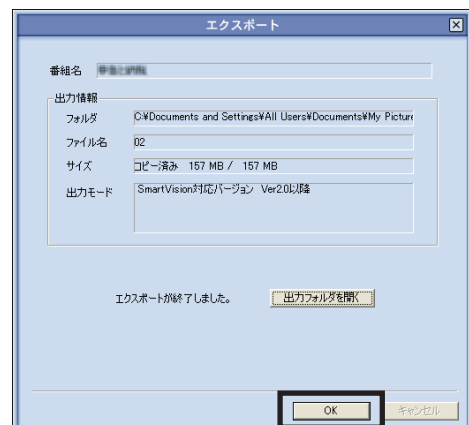 エクスポート
番組名
出力情報
フォルダ C:¥Documents and Settings¥All Users¥Documents¥My Picture
ファイル名 02
サイズ コピー済み 157 MB / 157 MB
出力モード SmartVision対応バージョン Ver2.0以降
エクスポートが終了しました。 出力フォルダを開く
OK キャンセル